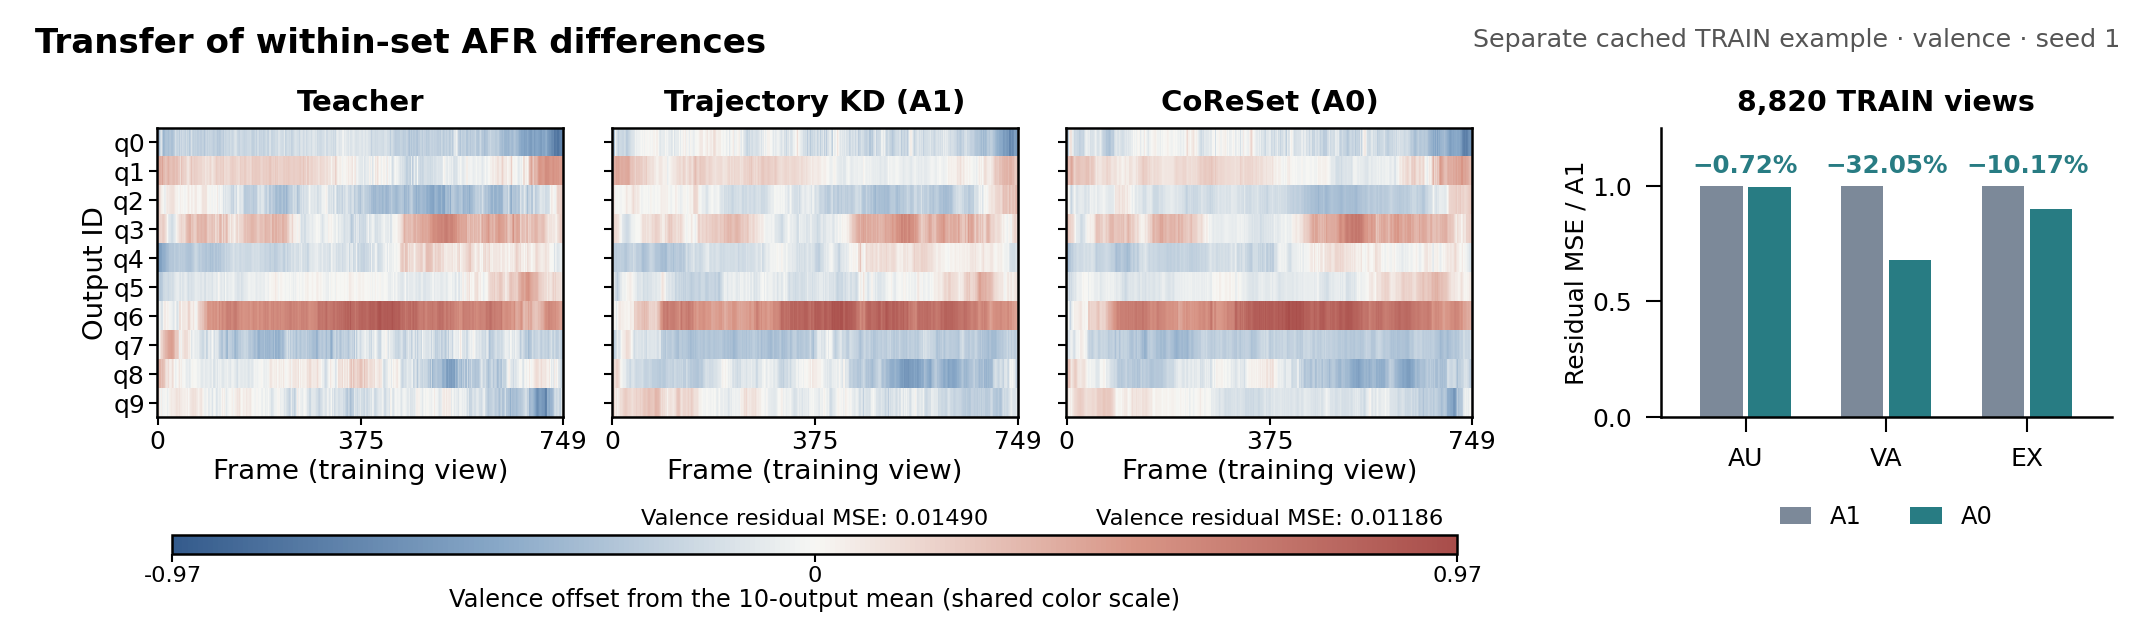 Transfer of within-set AFR differences
Separate cached TRAIN example · valence · seed 1
Teacher
Trajectory KD (A1)
CoReSet (A0)
8,820 TRAIN views
Output ID
q0
q1
q2
q3
q4
q5
q6
q7
q8
q9
0 375 749
0 375 749
0 375 749
Frame (training view)
Frame (training view)
Frame (training view)
Valence residual MSE: 0.01490
Valence residual MSE: 0.01186
-0.97 0 0.97
Valence offset from the 10-output mean (shared color scale)
Residual MSE / A1
1.0
0.5
0.0
−0.72% −32.05% −10.17%
AU VA EX
A1 A0